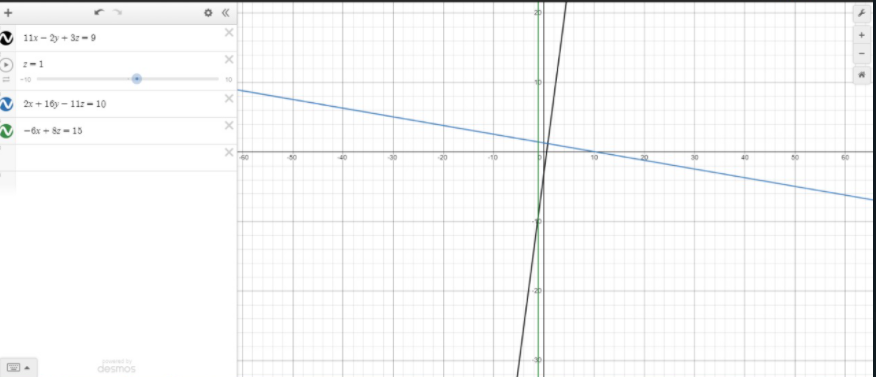 11x − 2y + 3z = 9
z = 1
-10 10
2x + 16y − 11z = 10
−6x + 8z = 15
powered by
desmos
20
10
-60 -50 -40 -30 -20 -10 0 10 20 30 40 50 60
-10
-20
-30